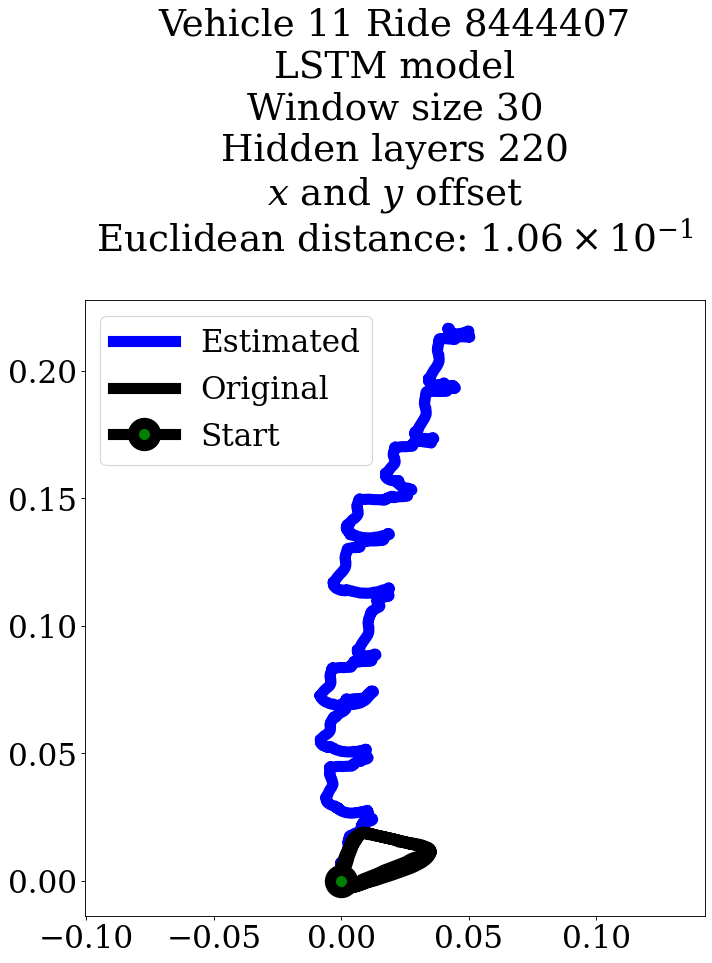 Vehicle 11 Ride 8444407
LSTM model
Window size 30
Hidden layers 220
x and y offset
Euclidean distance: 1.06 × 10⁻¹
Estimated
Original
Start
0.20
0.15
0.10
0.05
0.00
−0.10 −0.05 0.00 0.05 0.10